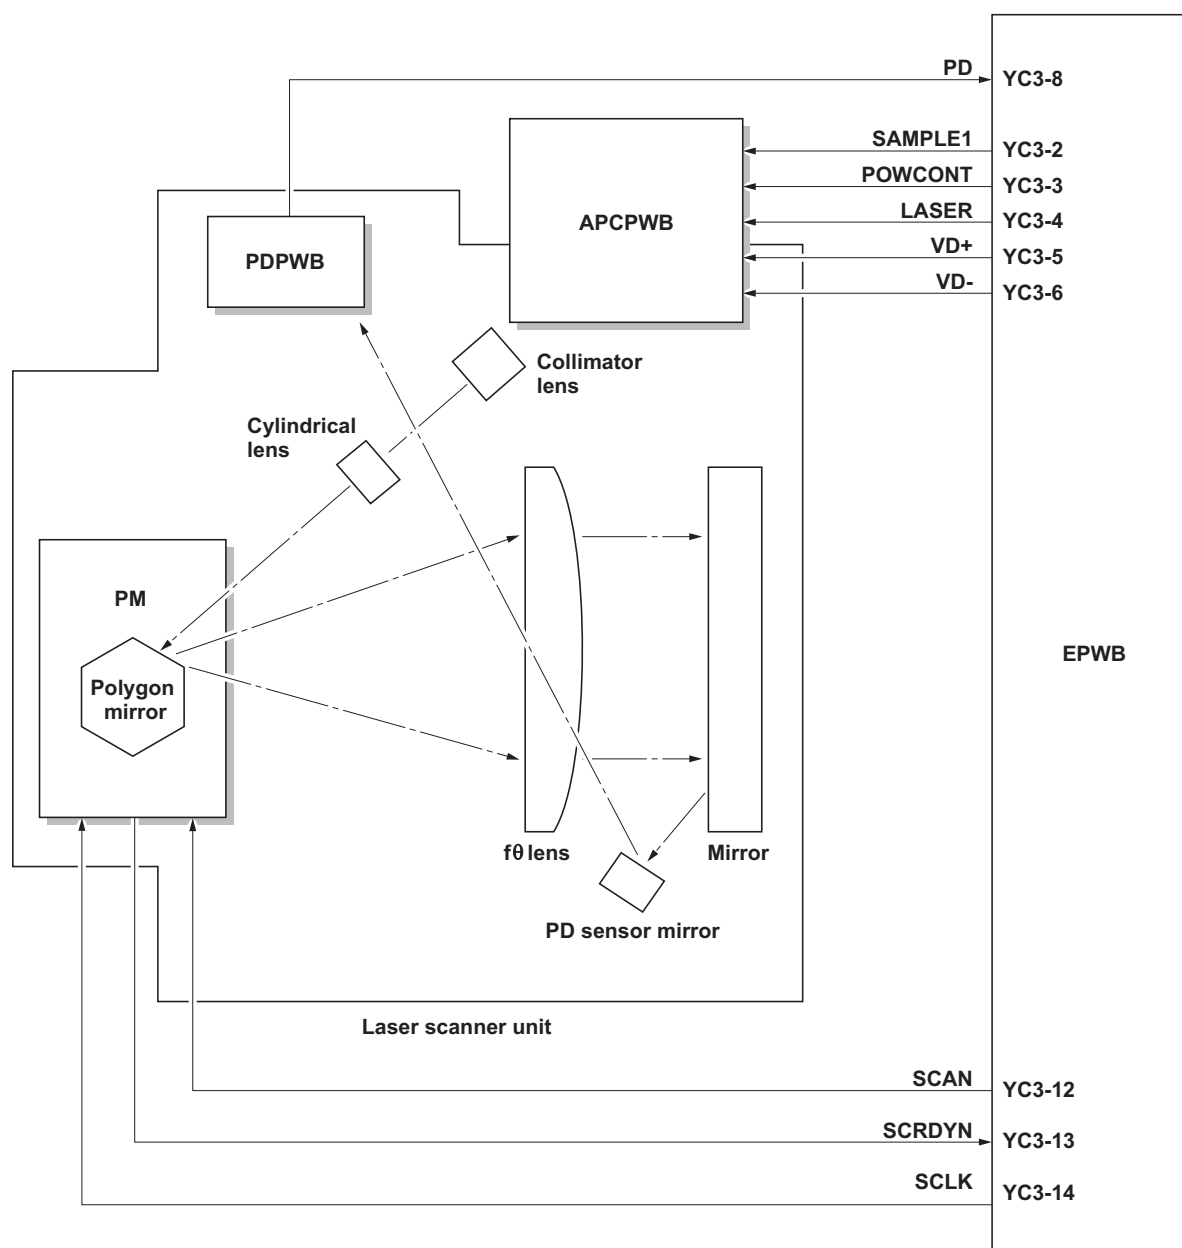 PD
YC3-8
SAMPLE1
YC3-2
POWCONT
YC3-3
LASER
YC3-4
VD+
YC3-5
VD-
YC3-6
APCPWB
PDPWB
Collimator
lens
Cylindrical
lens
PM
Polygon
mirror
EPWB
fθ lens
Mirror
PD sensor mirror
Laser scanner unit
SCAN
YC3-12
SCRDYN
YC3-13
SCLK
YC3-14